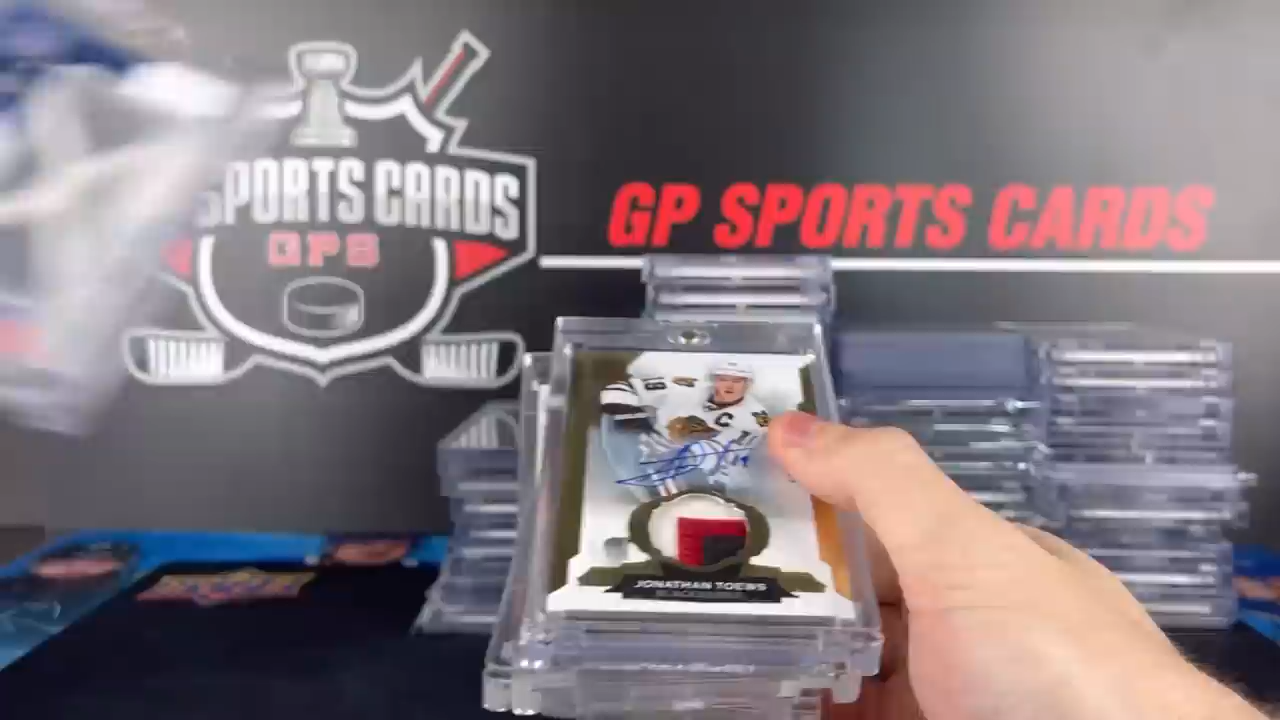 SPORTS CARDS
GPS
GP SPORTS CARDS
C
JONATHAN TOEWS